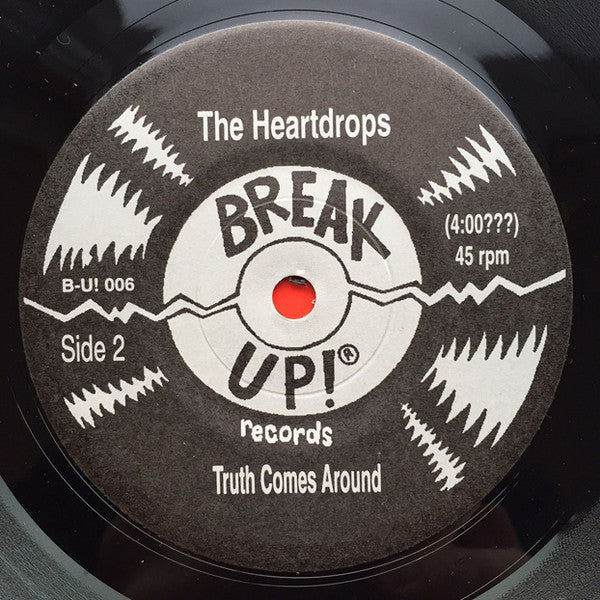 The Heartdrops
BREAK
(4:00???)
45 rpm
B-U! 006
Side 2
UP!®
records
Truth Comes Around